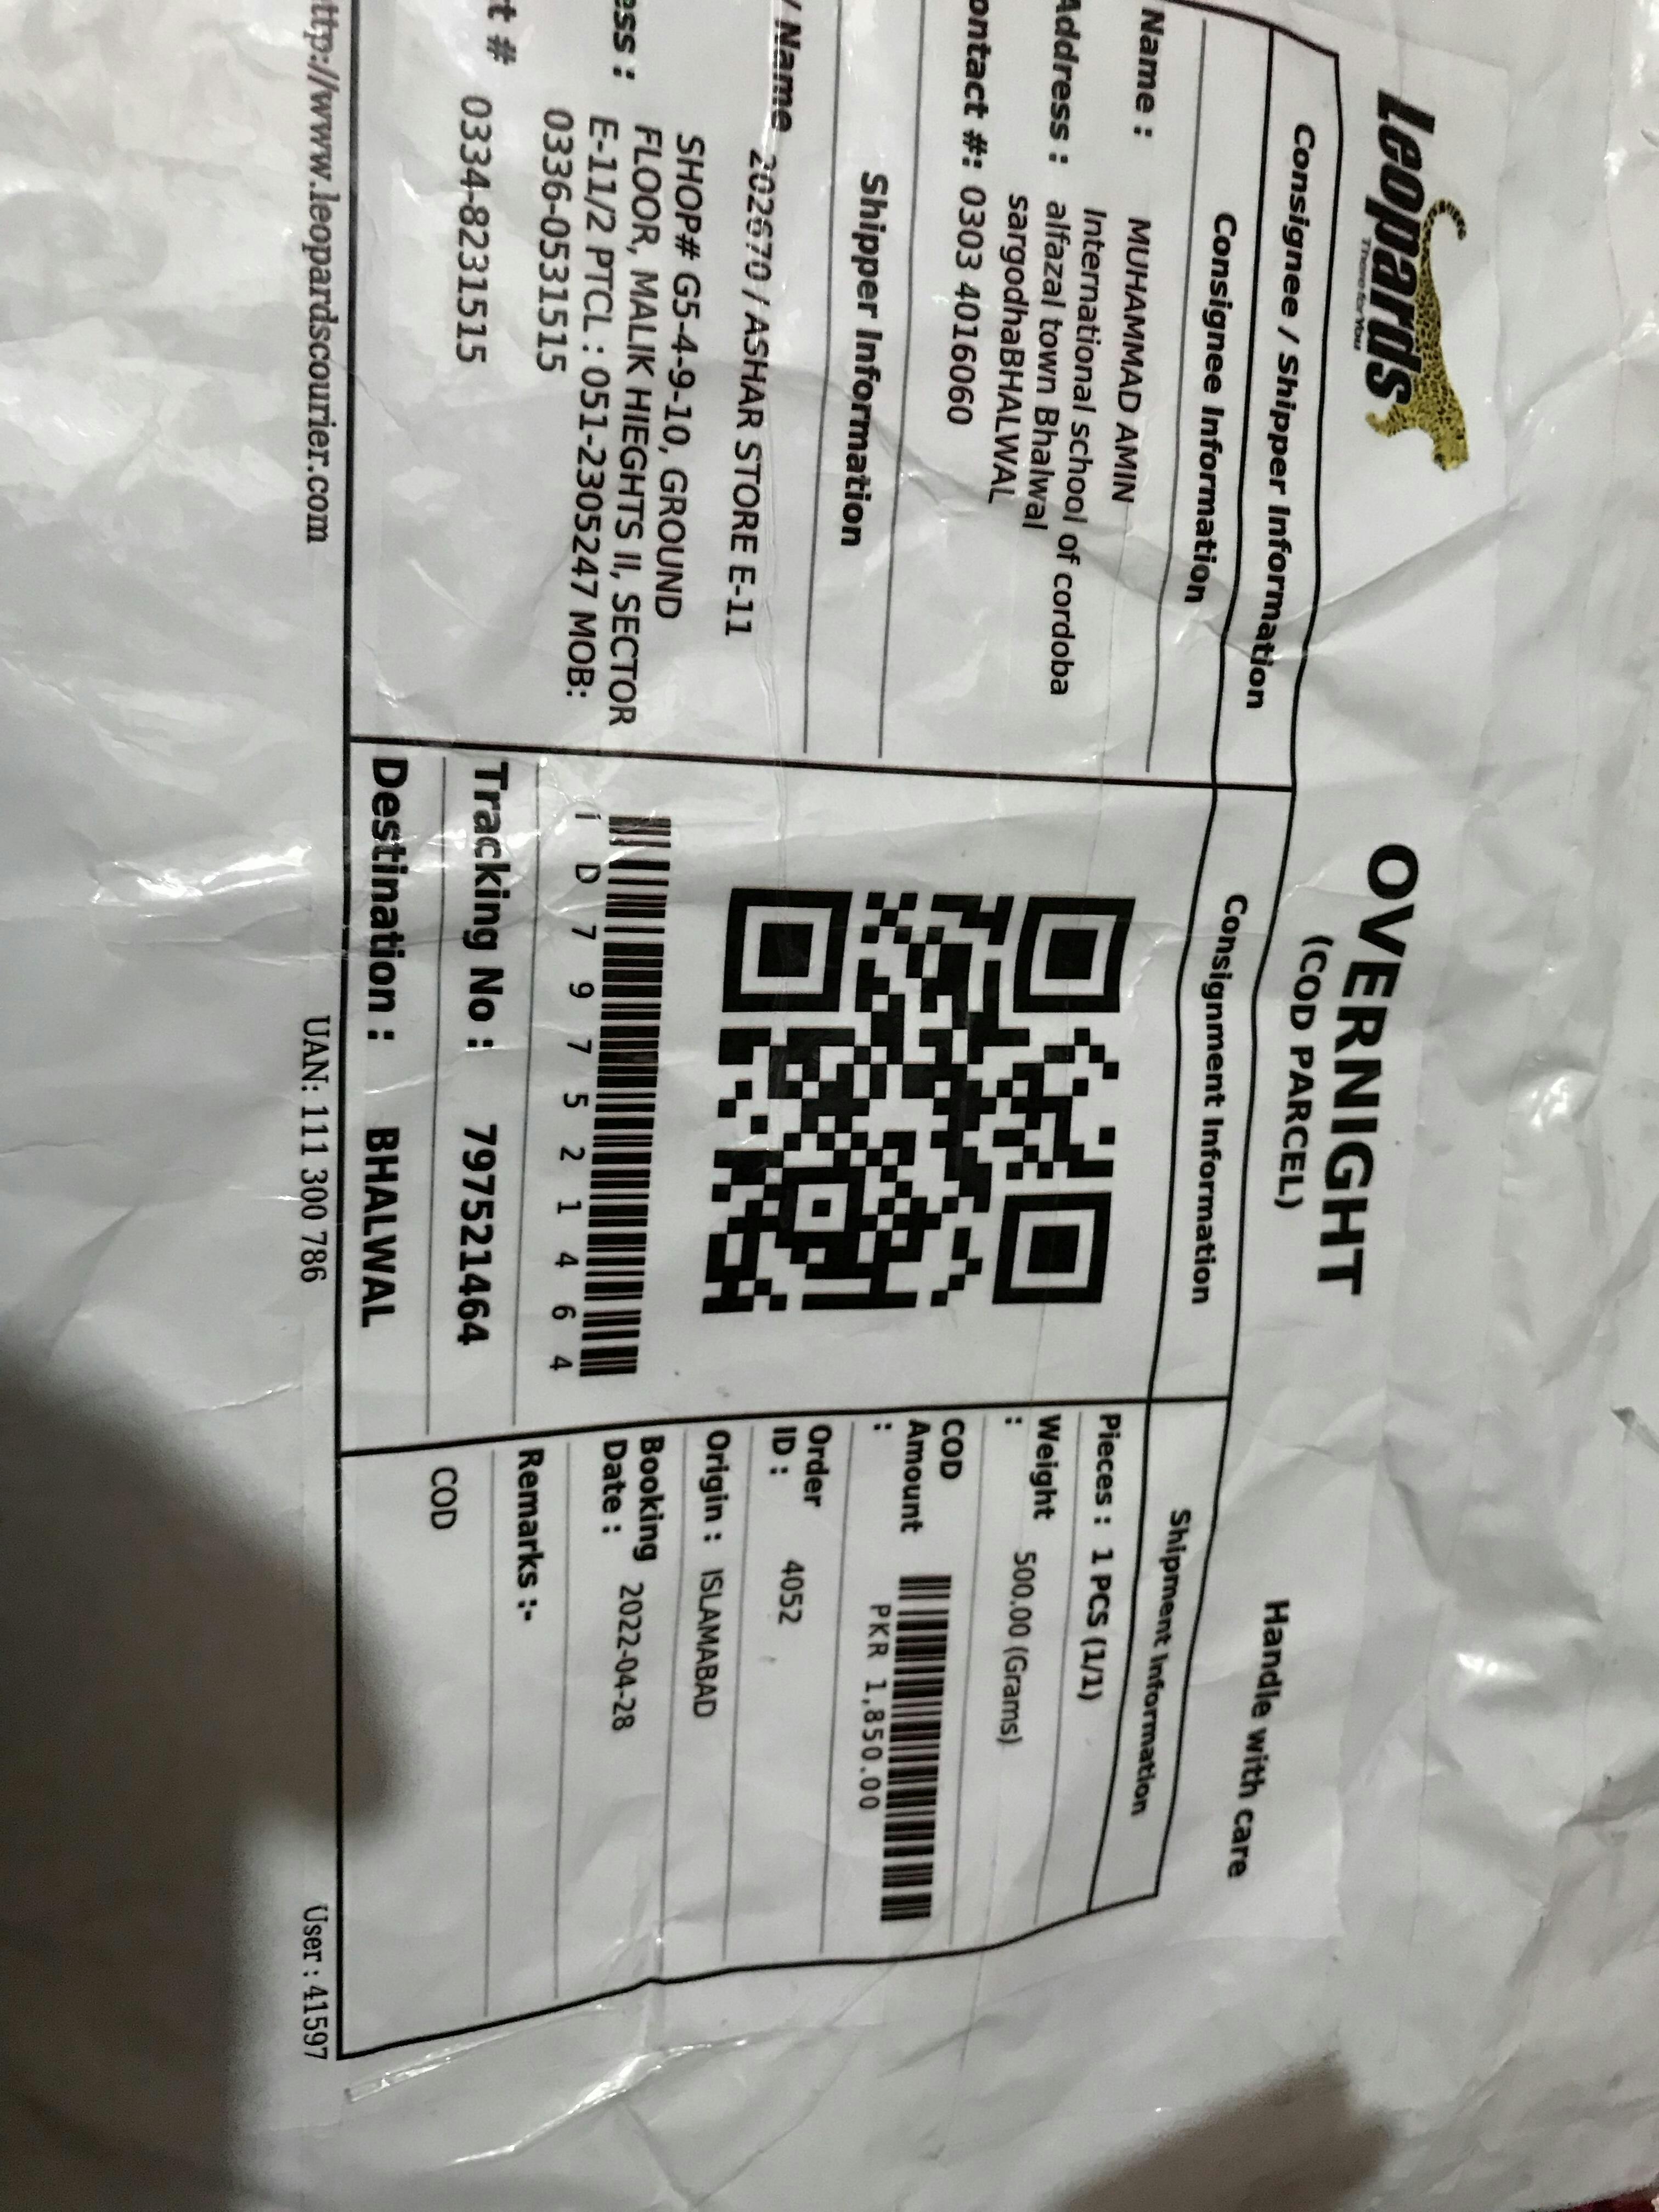 Leopards
There for You
OVERNIGHT
(COD PARCEL)
Handle with care
Consignee / Shipper Information
Consignee Information
Name : MUHAMMAD AMIN
Address : International school of cordoba
alfazal town Bhalwal
sargodhaBHALWAL
ontact #: 0303 4016060
Shipper Information
/ Name 202670 / ASHAR STORE E-11
ess : SHOP# G5-4-9-10, GROUND
FLOOR, MALIK HIEGHTS II, SECTOR
E-11/2 PTCL : 051-2305247 MOB:
0336-0531515
t # 0334-8231515
Consignment Information
i D 7 9 7 5 2 1 4 6 4
Tracking No : 797521464
Destination : BHALWAL
Shipment Information
Pieces : 1 PCS (1/1)
Weight : 500.00 (Grams)
COD Amount :
PKR 1,850.00
Order ID : 4052
Origin : ISLAMABAD
Booking Date : 2022-04-28
Remarks :-
COD
ttp://www.leopardscourier.com
UAN: 111 300 786
User : 41597